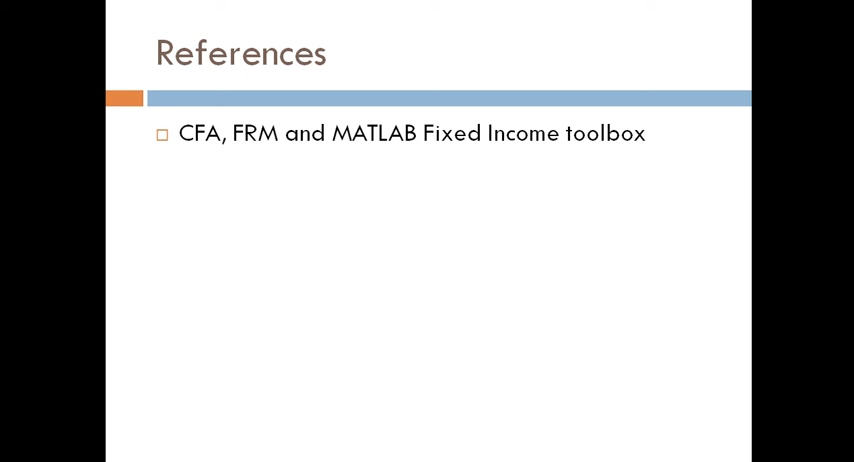 References
CFA, FRM and MATLAB Fixed Income toolbox